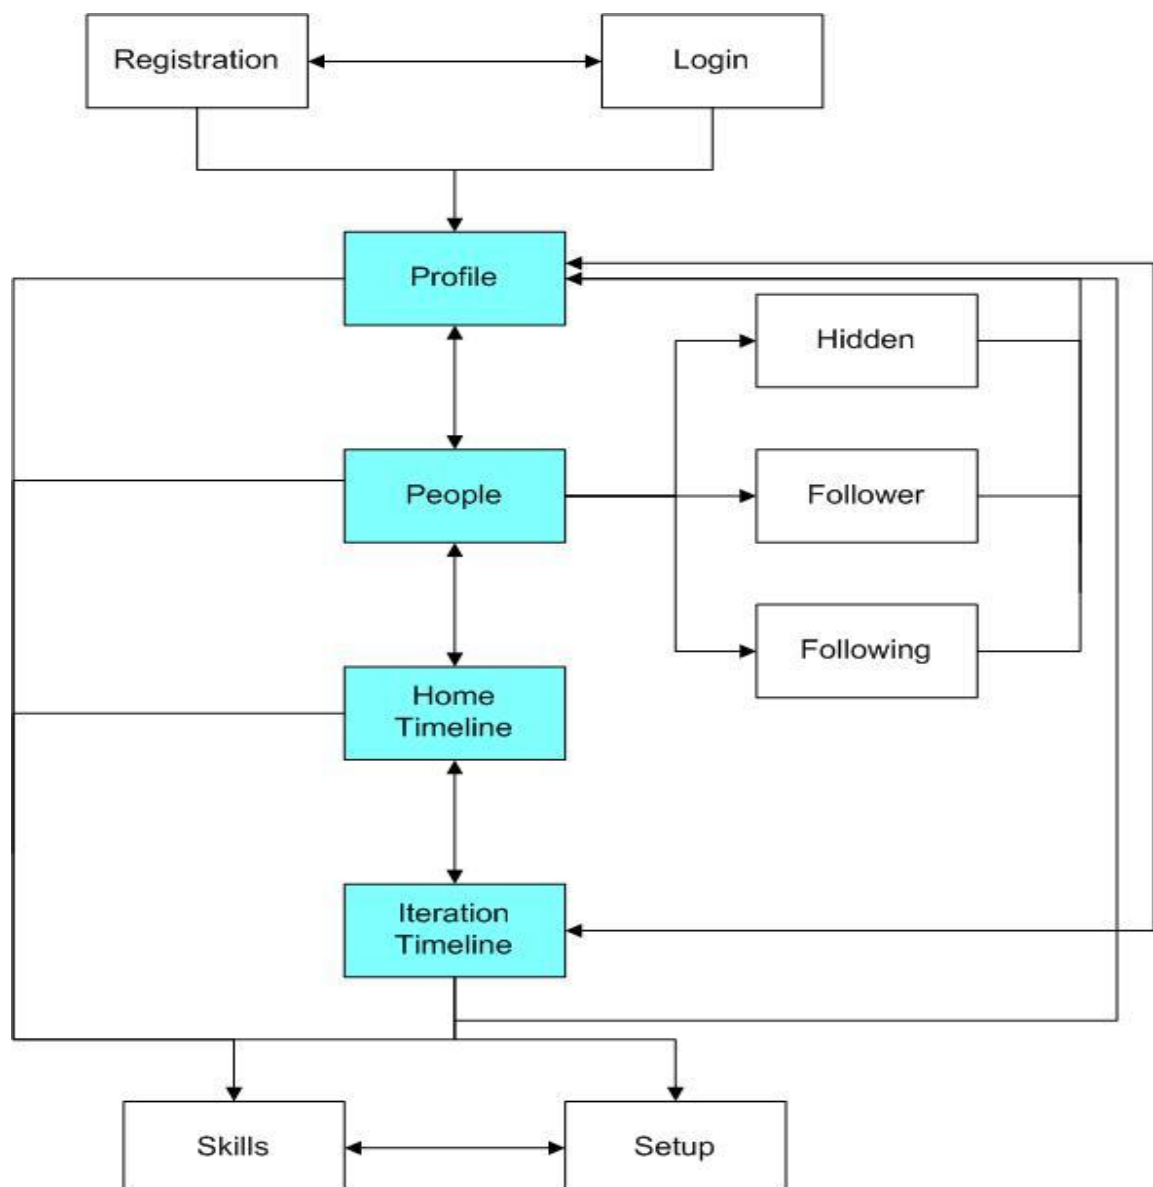 Registration
Login
Profile
Hidden
People
Follower
Following
Home
Timeline
Iteration
Timeline
Skills
Setup